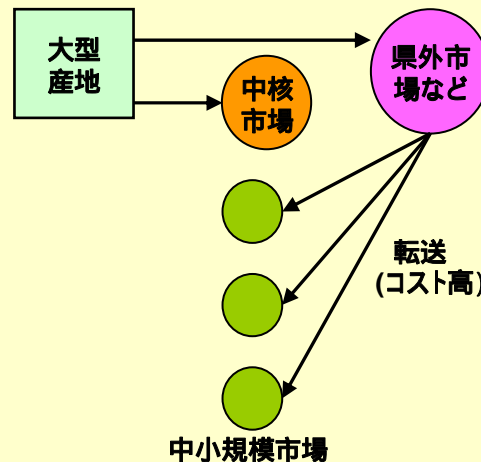 大型
産地
県外市
場など
中核
市場
転送
(コスト高)
中小規模市場